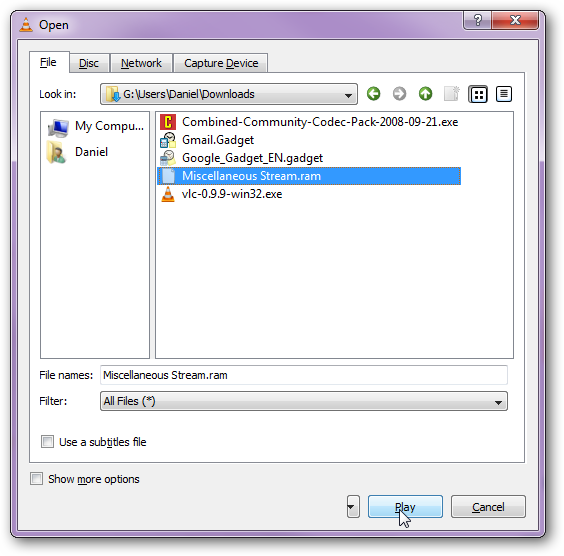 Open
File Disc Network Capture Device
Look in: G:\Users\Daniel\Downloads
My Compu...
Daniel
Combined-Community-Codec-Pack-2008-09-21.exe
Gmail.Gadget
Google_Gadget_EN.gadget
Miscellaneous Stream.ram
vlc-0.9.9-win32.exe
File names: Miscellaneous Stream.ram
Filter: All Files (*)
Use a subtitles file
Show more options
Play Cancel